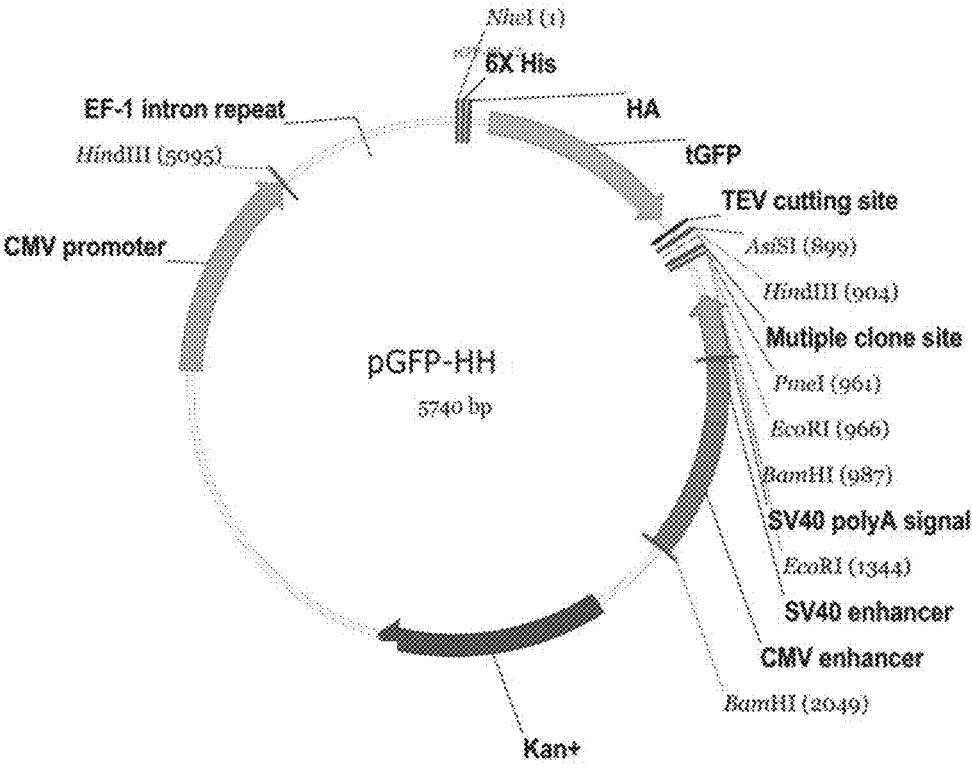 NheI (1)
6X His
HA
tGFP
TEV cutting site
AsiSI (899)
HindIII (904)
Mutiple clone site
PmeI (961)
EcoRI (966)
BamHI (987)
SV40 polyA signal
EcoRI (1344)
SV40 enhancer
CMV enhancer
BamHI (2049)
Kan+
CMV promoter
HindIII (5095)
EF-1 intron repeat
pGFP-HH
5740 bp